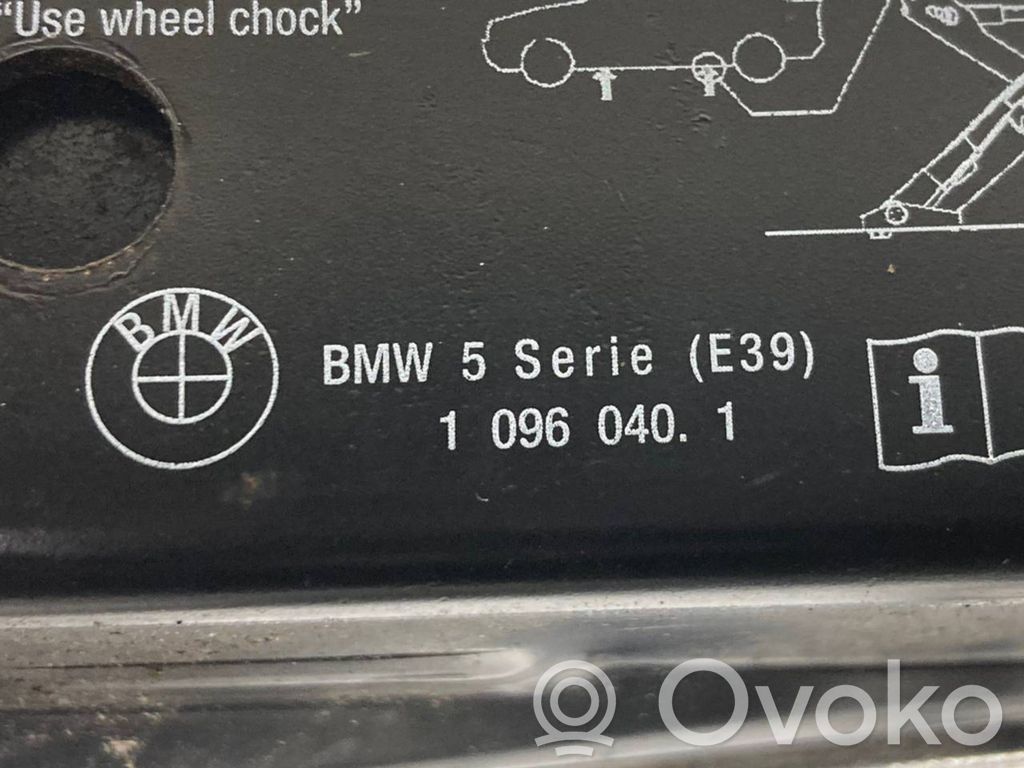 "Use wheel chock"
BMW
BMW 5 Serie (E39)
1 096 040. 1
i
Ovoko